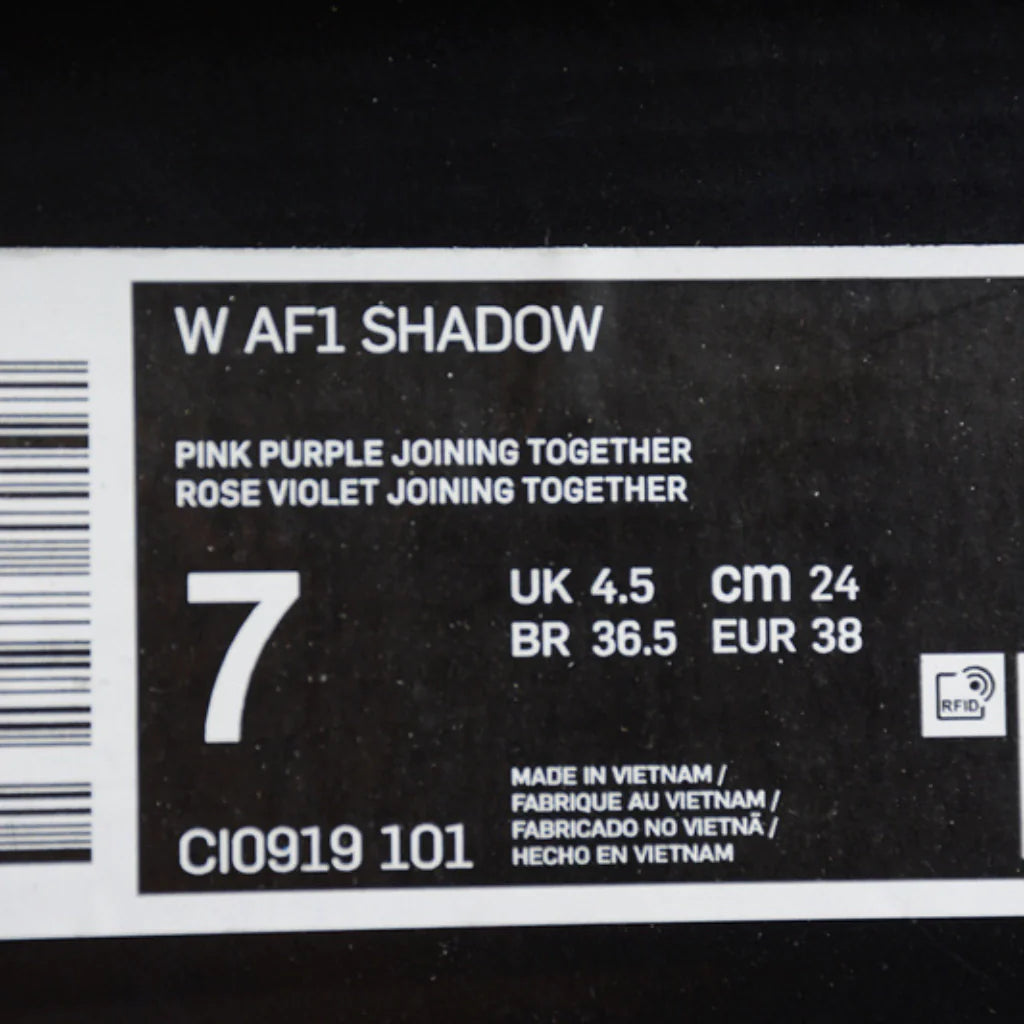 W AF1 SHADOW
PINK PURPLE JOINING TOGETHER
ROSE VIOLET JOINING TOGETHER
7
UK 4.5 cm 24
BR 36.5 EUR 38
RFID
MADE IN VIETNAM /
FABRIQUE AU VIETNAM /
FABRICADO NO VIETNÃ /
HECHO EN VIETNAM
CI0919 101